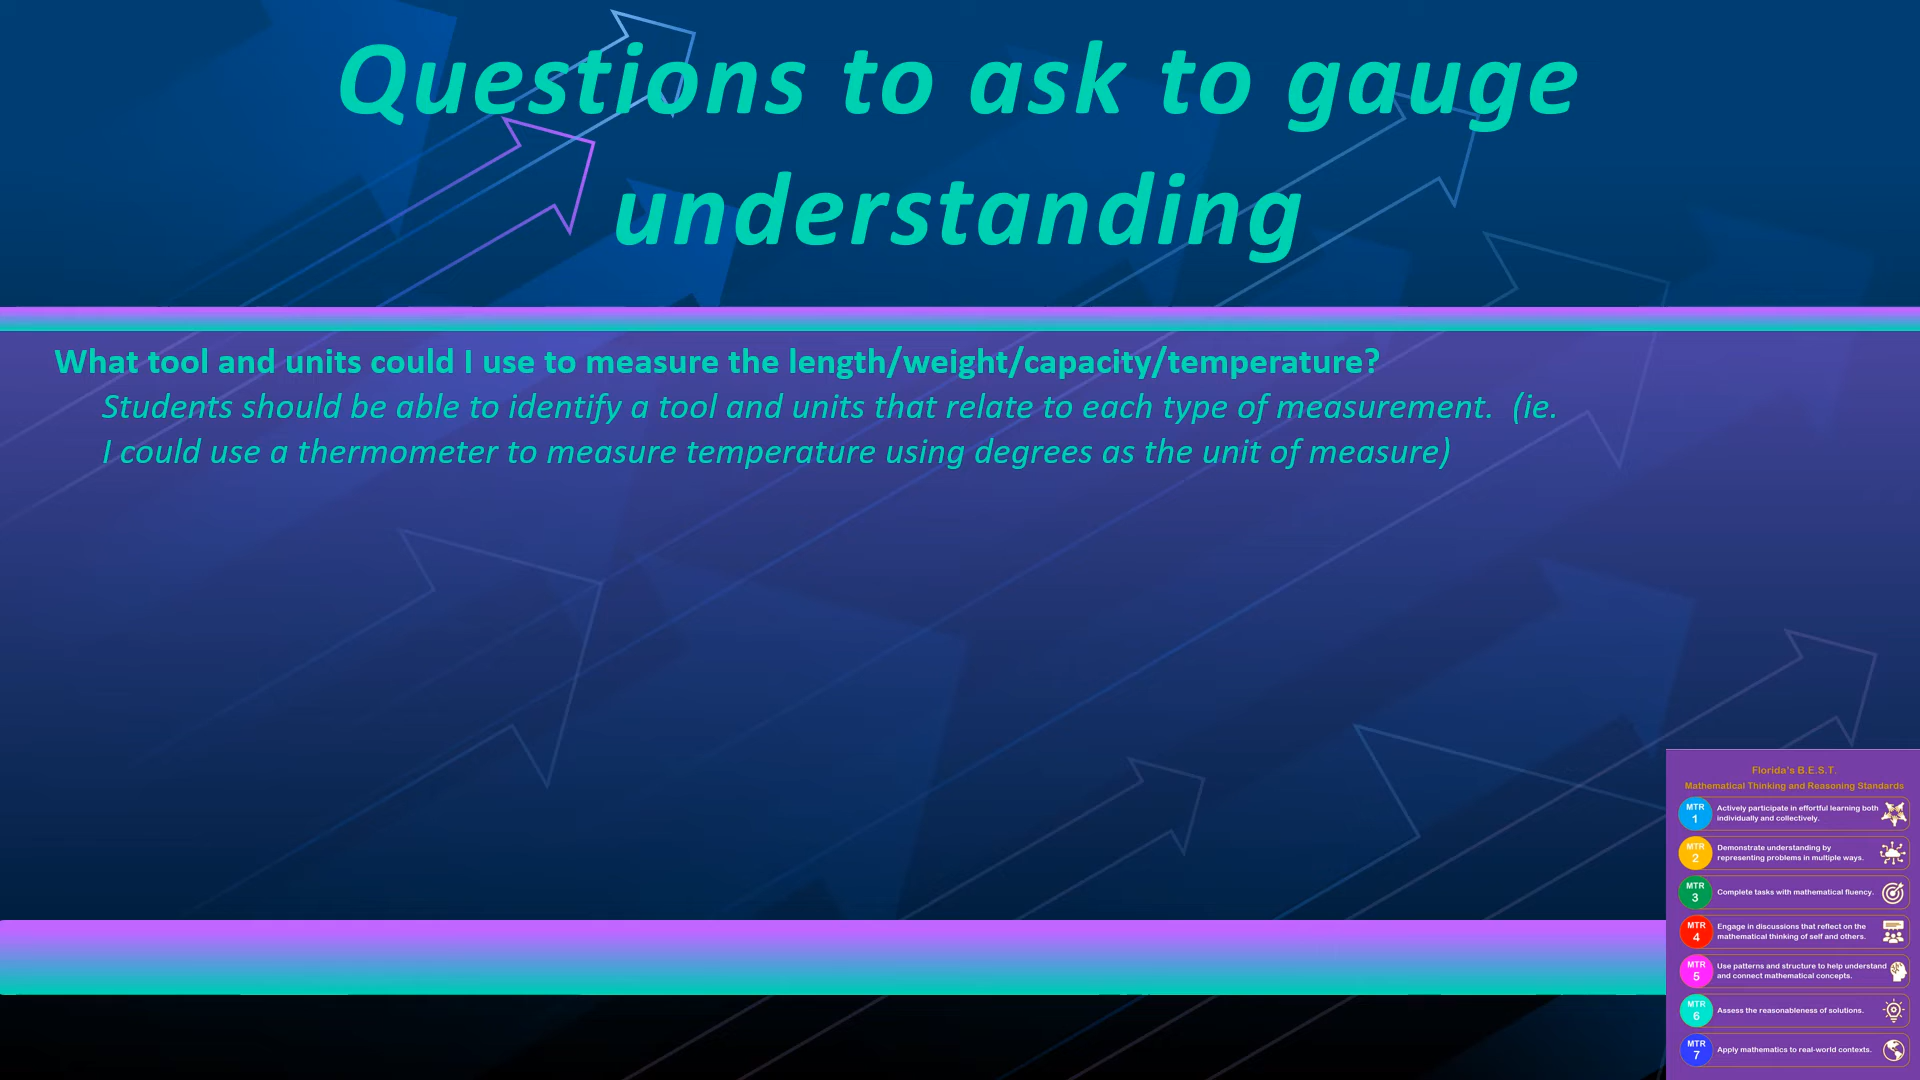 Questions to ask to gauge
understanding
What tool and units could I use to measure the length/weight/capacity/temperature?
Students should be able to identify a tool and units that relate to each type of measurement.  (ie.
I could use a thermometer to measure temperature using degrees as the unit of measure)
Florida's B.E.S.T.
Mathematical Thinking and Reasoning Standards
MTR
1
Actively participate in effortful learning both
individually and collectively.
MTR
2
Demonstrate understanding by
representing problems in multiple ways.
MTR
3
Complete tasks with mathematical fluency.
MTR
4
Engage in discussions that reflect on the
mathematical thinking of self and others.
MTR
5
Use patterns and structure to help understand
and connect mathematical concepts.
MTR
6
Assess the reasonableness of solutions.
MTR
7
Apply mathematics to real-world contexts.